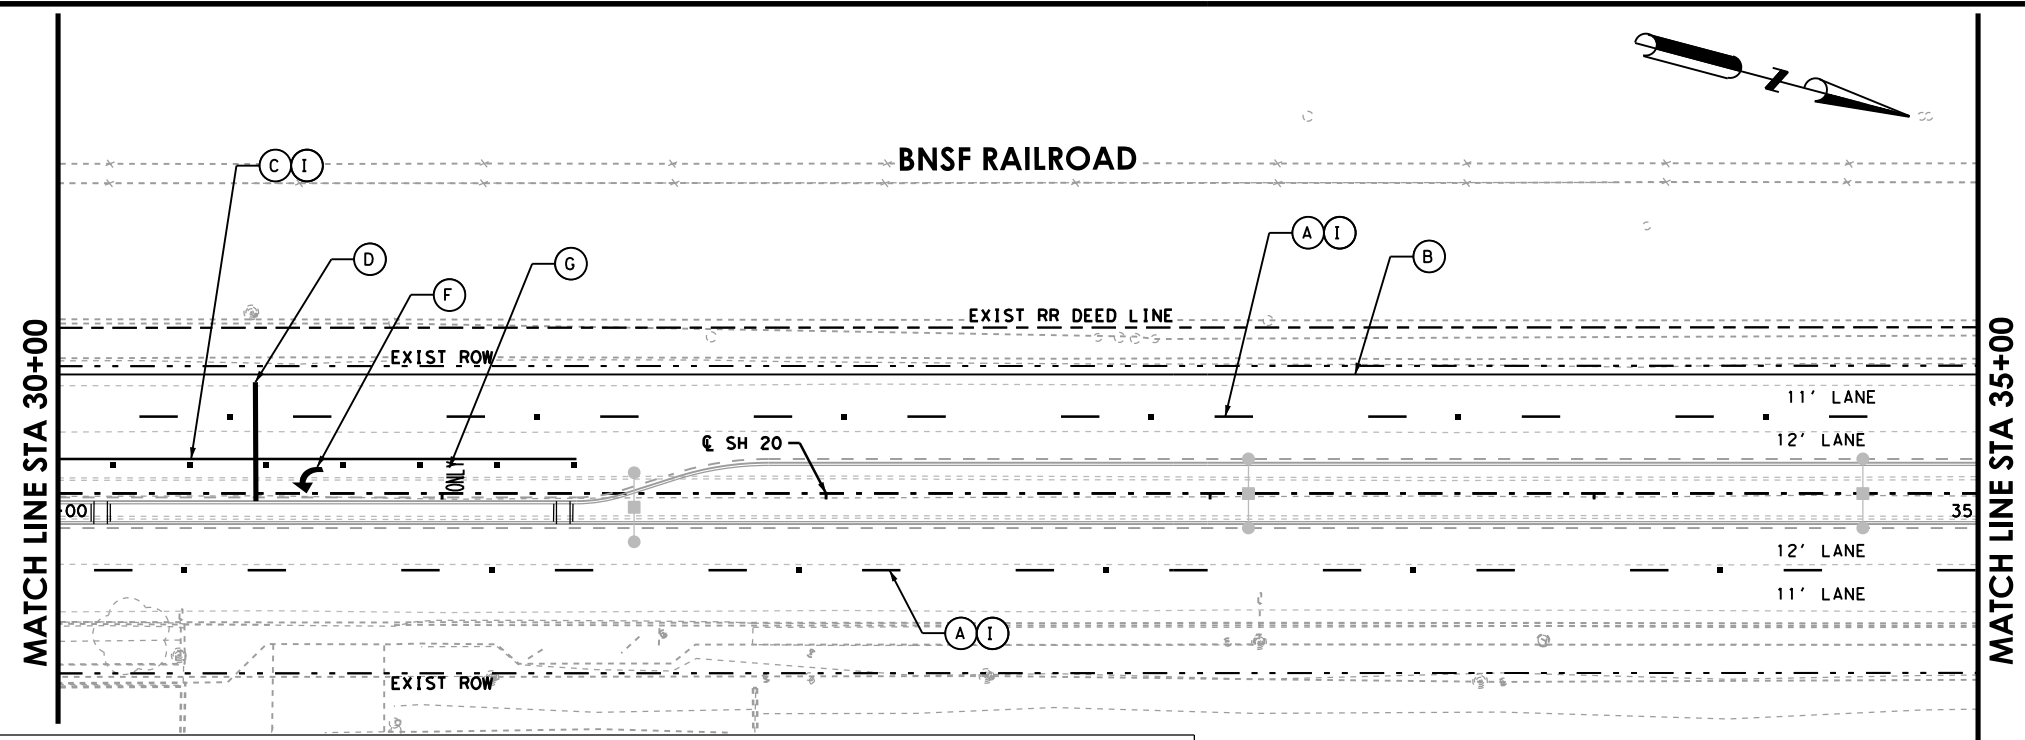 Z
BNSF RAILROAD
C I
A I
B
D
G
F
EXIST RR DEED LINE
EXIST ROW
11' LANE
12' LANE
℄ SH 20
ONLY
+00
35
12' LANE
11' LANE
A I
EXIST ROW
MATCH LINE STA 30+00
MATCH LINE STA 35+00